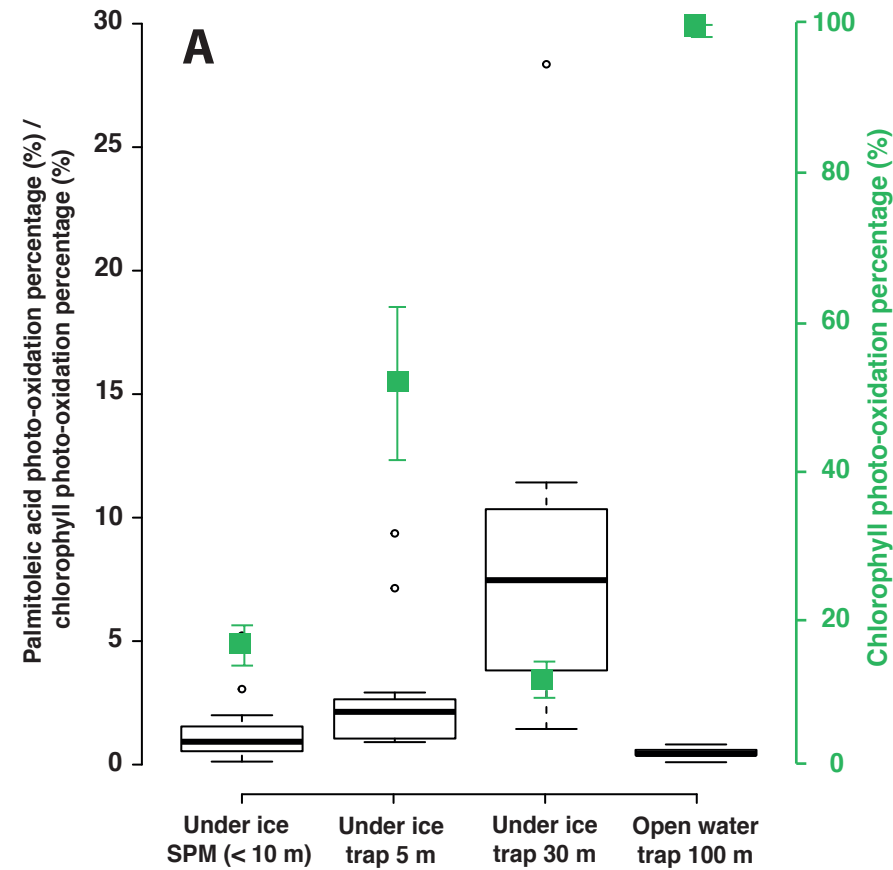 A
Palmitoleic acid photo-oxidation percentage (%) /
chlorophyll photo-oxidation percentage (%)
30
25
20
15
10
5
0
100
80
60
40
20
0
Chlorophyll photo-oxidation percentage (%)
Under ice
SPM (< 10 m)
Under ice
trap 5 m
Under ice
trap 30 m
Open water
trap 100 m